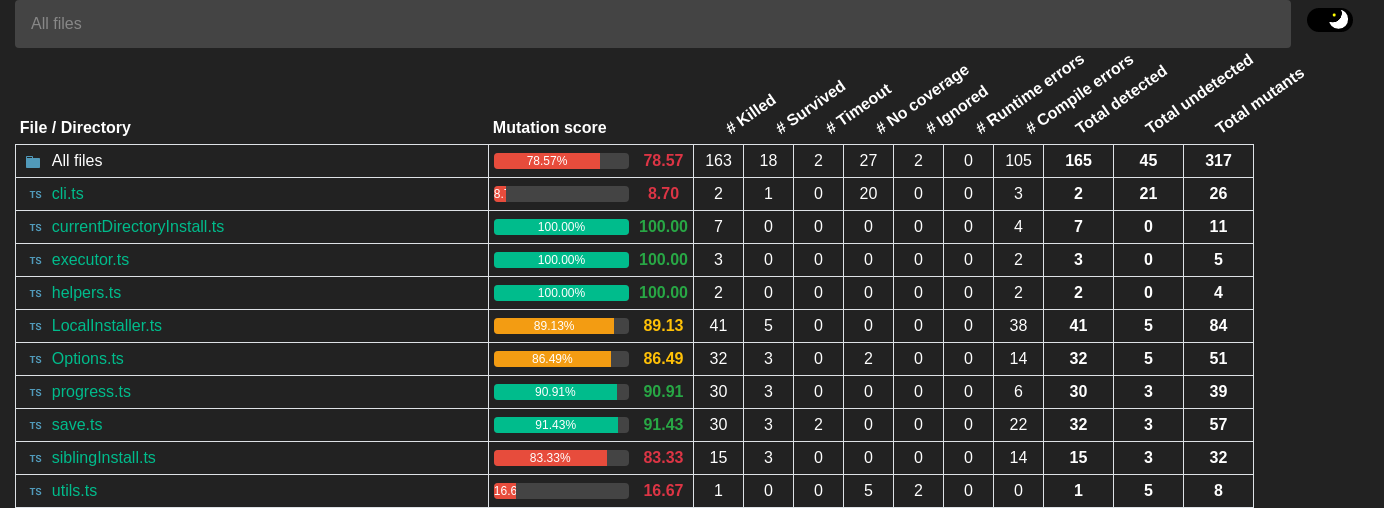 All files
File / Directory Mutation score # Killed # Survived # Timeout # No coverage # Ignored # Runtime errors # Compile errors Total detected Total undetected Total mutants
All files 78.57% 78.57 163 18 2 27 2 0 105 165 45 317
TS cli.ts 8.7 8.70 2 1 0 20 0 0 3 2 21 26
TS currentDirectoryInstall.ts 100.00% 100.00 7 0 0 0 0 0 4 7 0 11
TS executor.ts 100.00% 100.00 3 0 0 0 0 0 2 3 0 5
TS helpers.ts 100.00% 100.00 2 0 0 0 0 0 2 2 0 4
TS LocalInstaller.ts 89.13% 89.13 41 5 0 0 0 0 38 41 5 84
TS Options.ts 86.49% 86.49 32 3 0 2 0 0 14 32 5 51
TS progress.ts 90.91% 90.91 30 3 0 0 0 0 6 30 3 39
TS save.ts 91.43% 91.43 30 3 2 0 0 0 22 32 3 57
TS siblingInstall.ts 83.33% 83.33 15 3 0 0 0 0 14 15 3 32
TS utils.ts 16.6 16.67 1 0 0 5 2 0 0 1 5 8